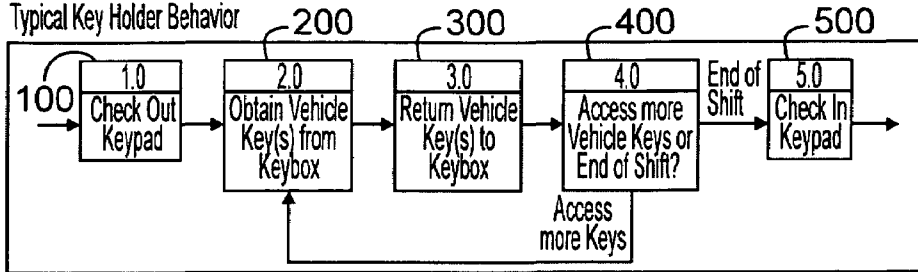 Typical Key Holder Behavior
200
300
400
500
100
1.0
Check Out
Keypad
2.0
Obtain Vehicle
Key(s) from
Keybox
3.0
Return Vehicle
Key(s) to
Keybox
4.0
Access more
Vehicle Keys or
End of Shift?
End of
Shift
5.0
Check In
Keypad
Access
more Keys